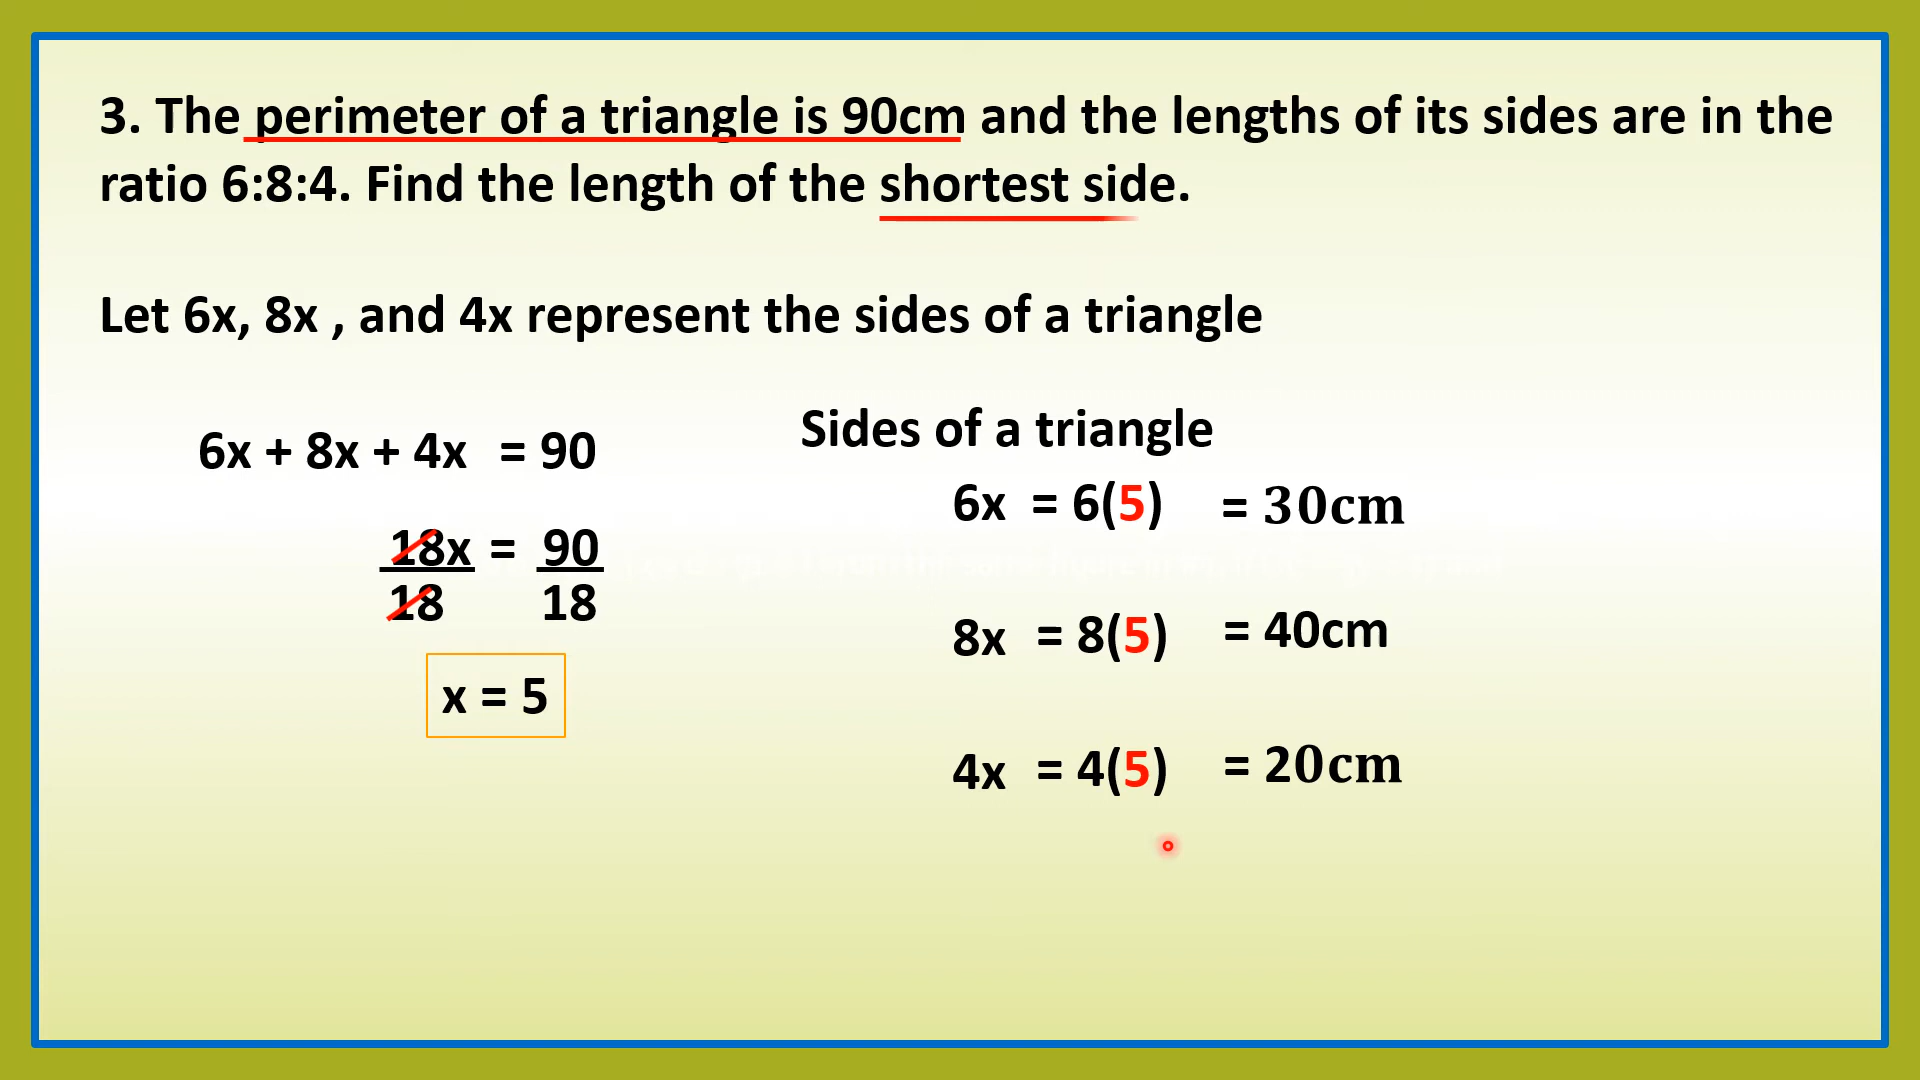 3. The perimeter of a triangle is 90cm and the lengths of its sides are in the
ratio 6:8:4. Find the length of the shortest side.
Let 6x, 8x , and 4x represent the sides of a triangle
6x + 8x + 4x = 90
18x = 90
18 18
x = 5
Sides of a triangle
6x = 6(5) = 30cm
8x = 8(5) = 40cm
4x = 4(5) = 20cm